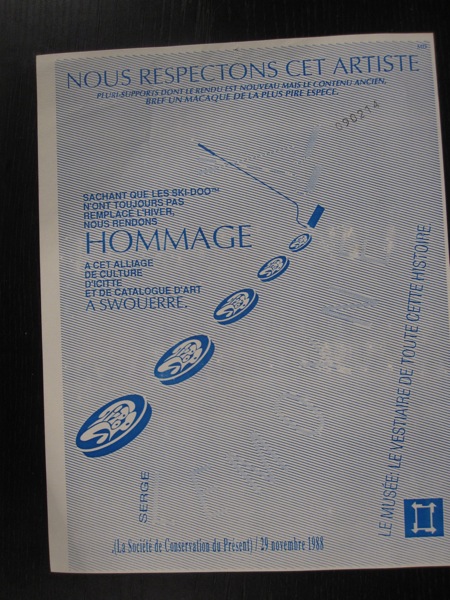 NOUS RESPECTONS CET ARTISTE
PLURI-SUPPORTS DONT LE RENDU EST NOUVEAU MAIS LE CONTENU ANCIEN.
BREF UN MACAQUE DE LA PLUS PIRE ESPECE.
090214
SACHANT QUE LES SKI-DOO™
N'ONT TOUJOURS PAS
REMPLACE L'HIVER,
NOUS RENDONS
HOMMAGE
A CET ALLIAGE
DE CULTURE
D'ICITTE
ET DE CATALOGUE D'ART
A SWOUERRE.
LE MUSÉE: LE VESTIAIRE DE TOUTE CETTE HISTOIRE
SERGE
.(La Société de Conservation du Présent) / 29 novembre 1988